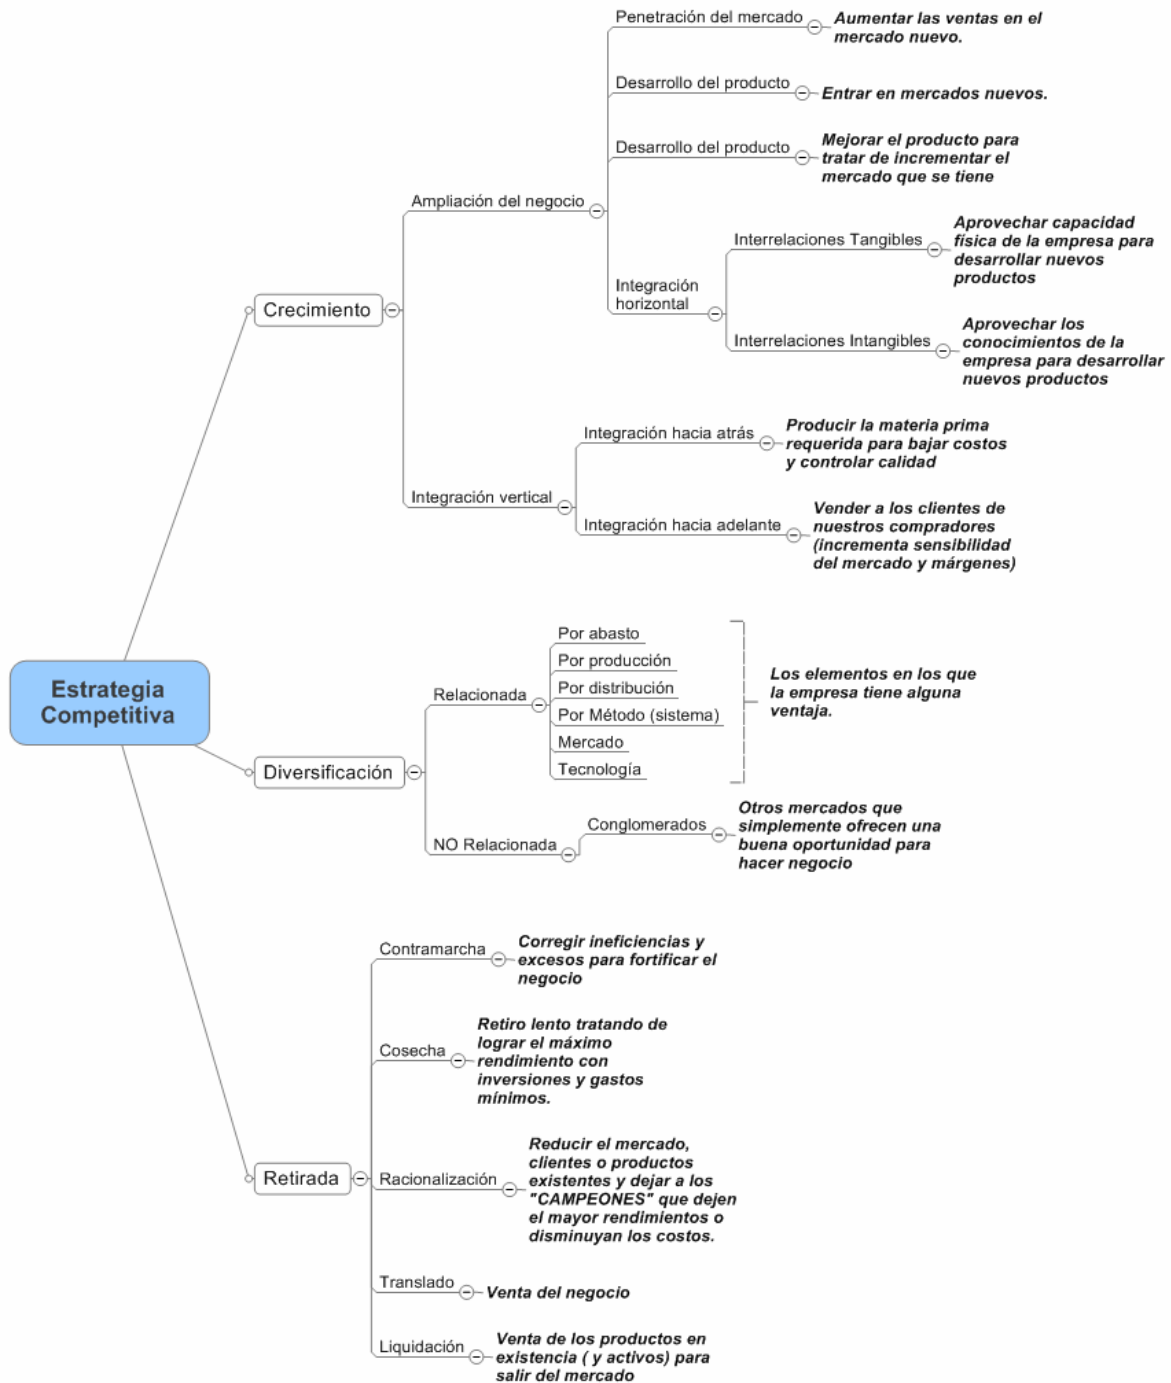 Estrategia
Competitiva
Crecimiento
Ampliación del negocio
Penetración del mercado
Aumentar las ventas en el
mercado nuevo.
Desarrollo del producto
Entrar en mercados nuevos.
Desarrollo del producto
Mejorar el producto para
tratar de incrementar el
mercado que se tiene
Integración
horizontal
Interrelaciones Tangibles
Aprovechar capacidad
física de la empresa para
desarrollar nuevos
productos
Interrelaciones Intangibles
Aprovechar los
conocimientos de la
empresa para desarrollar
nuevos productos
Integración vertical
Integración hacia atrás
Producir la materia prima
requerida para bajar costos
y controlar calidad
Integración hacia adelante
Vender a los clientes de
nuestros compradores
(incrementa sensibilidad
del mercado y márgenes)
Diversificación
Relacionada
Por abasto
Por producción
Por distribución
Por Método (sistema)
Mercado
Tecnología
Los elementos en los que
la empresa tiene alguna
ventaja.
NO Relacionada
Conglomerados
Otros mercados que
simplemente ofrecen una
buena oportunidad para
hacer negocio
Retirada
Contramarcha
Corregir ineficiencias y
excesos para fortificar el
negocio
Cosecha
Retiro lento tratando de
lograr el máximo
rendimiento con
inversiones y gastos
mínimos.
Racionalización
Reducir el mercado,
clientes o productos
existentes y dejar a los
"CAMPEONES" que dejen
el mayor rendimientos o
disminuyan los costos.
Translado
Venta del negocio
Liquidación
Venta de los productos en
existencia ( y activos) para
salir del mercado